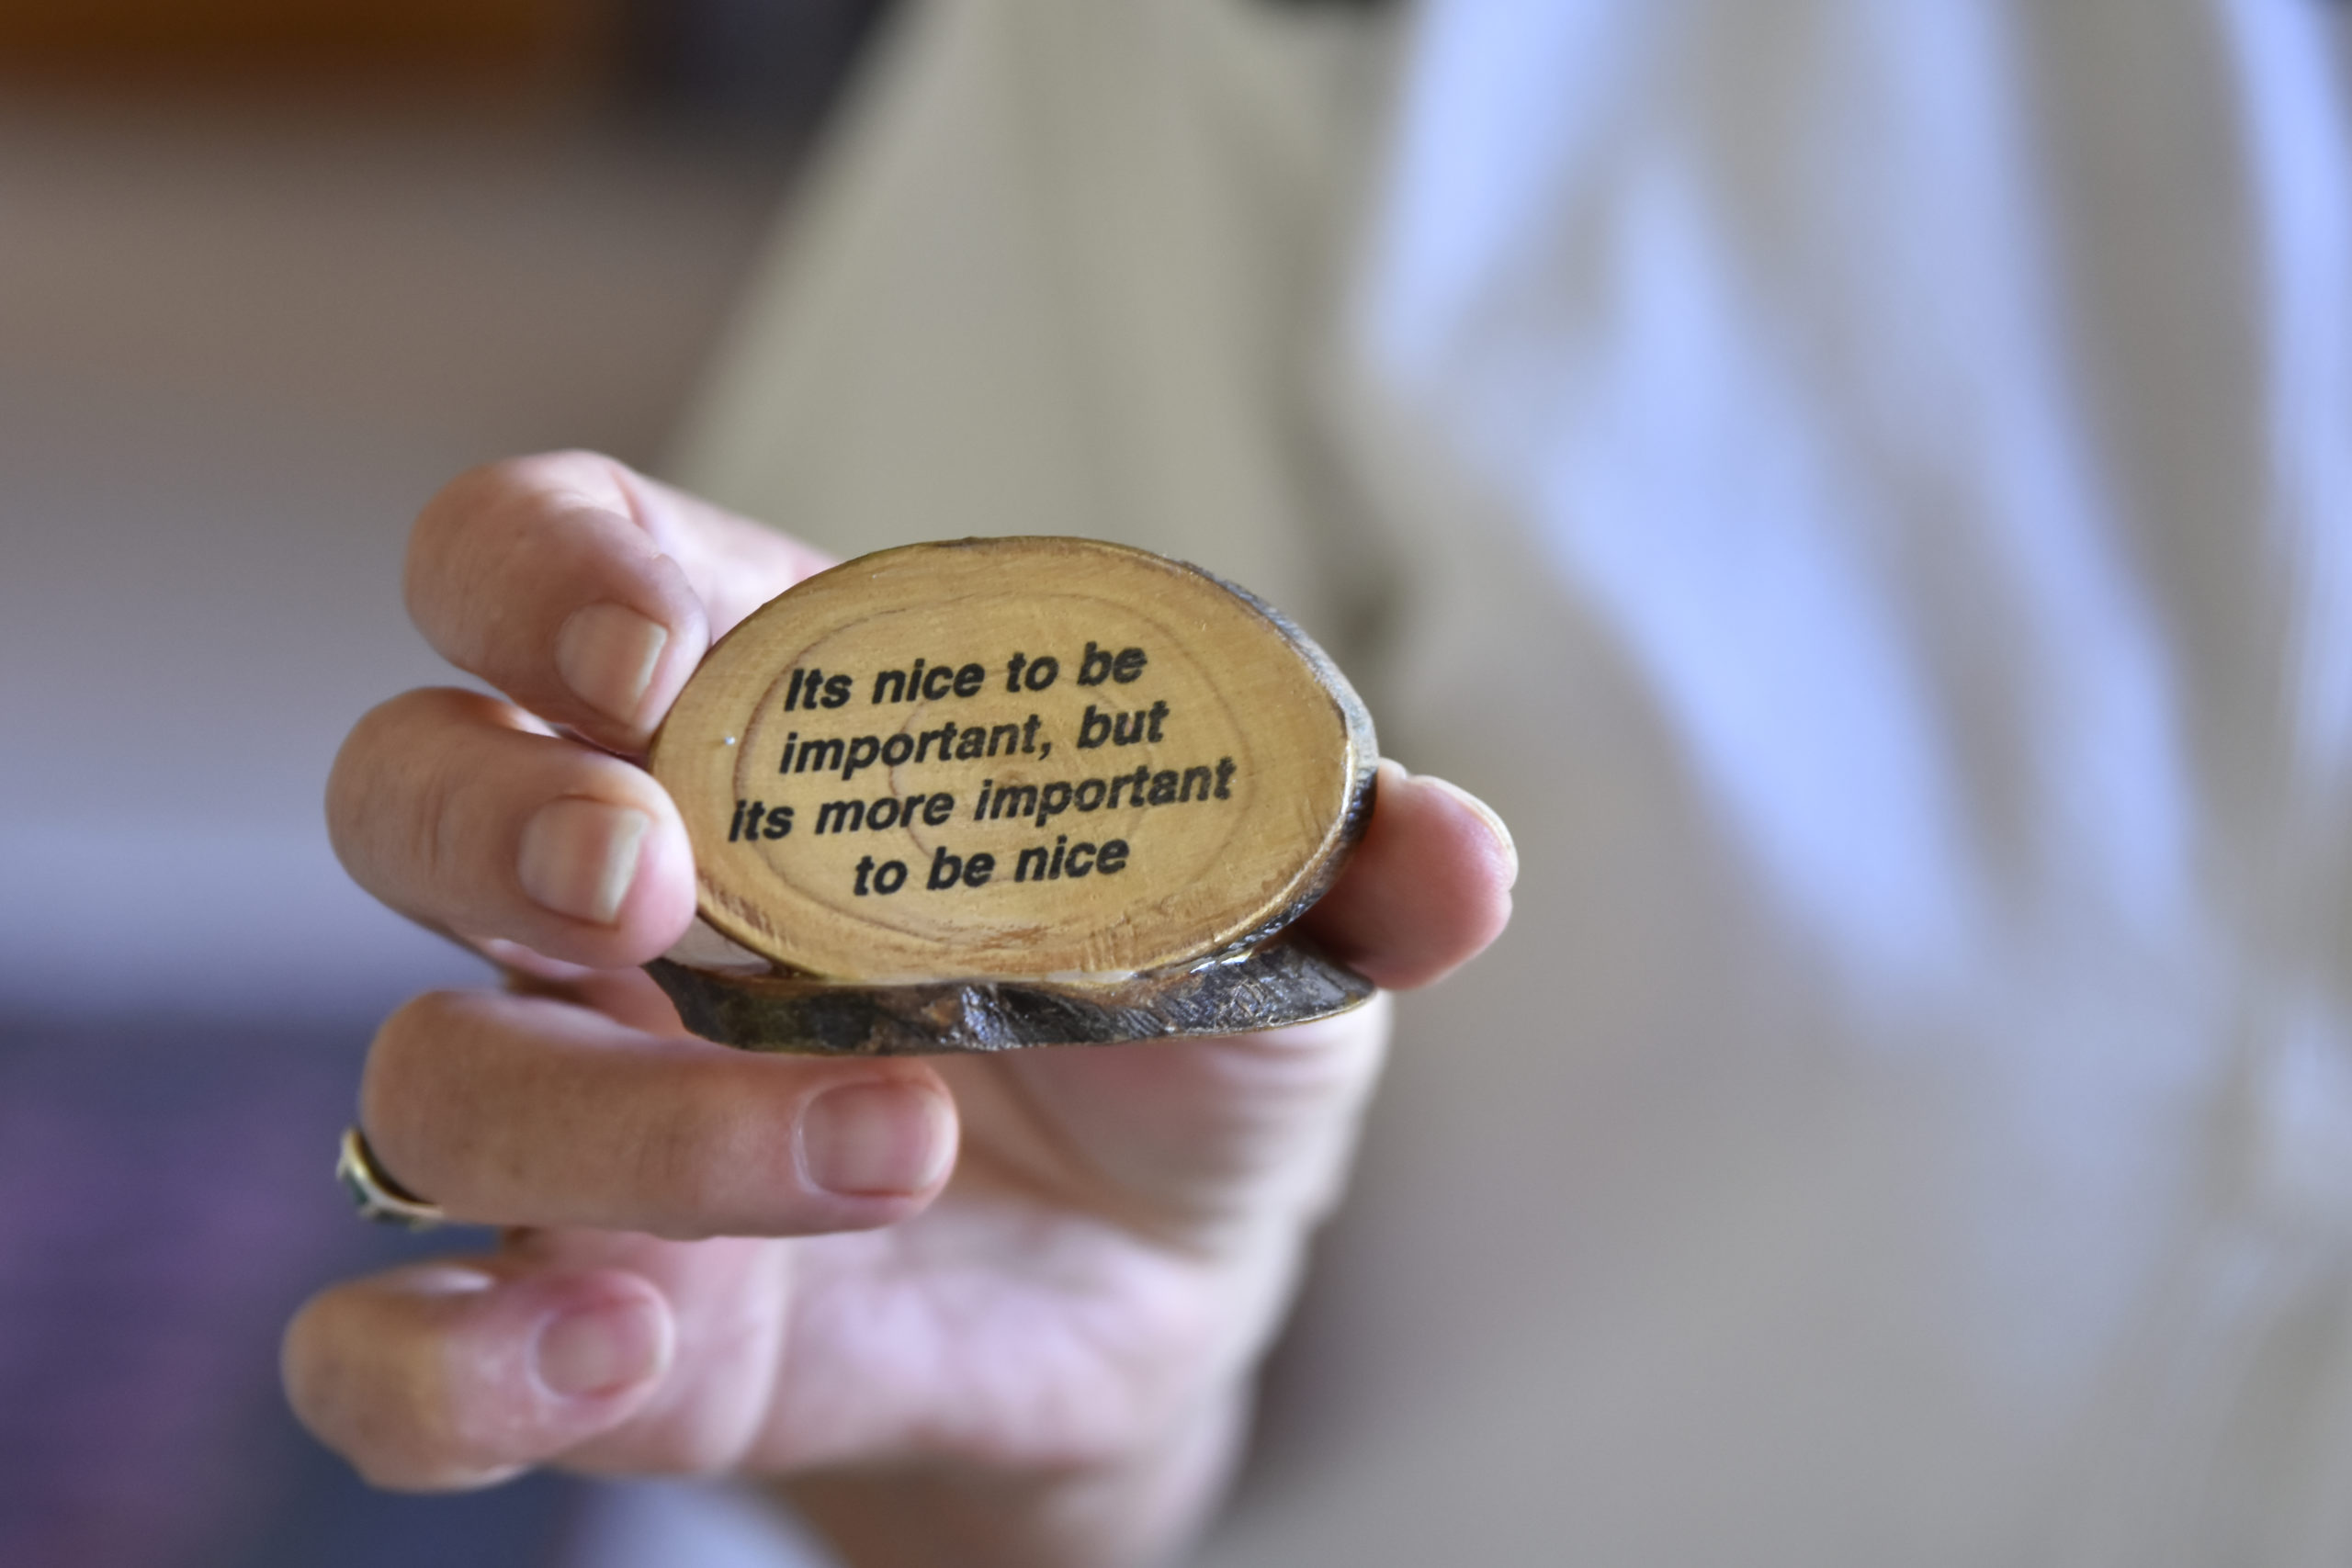 Its nice to be
important, but
its more important
to be nice